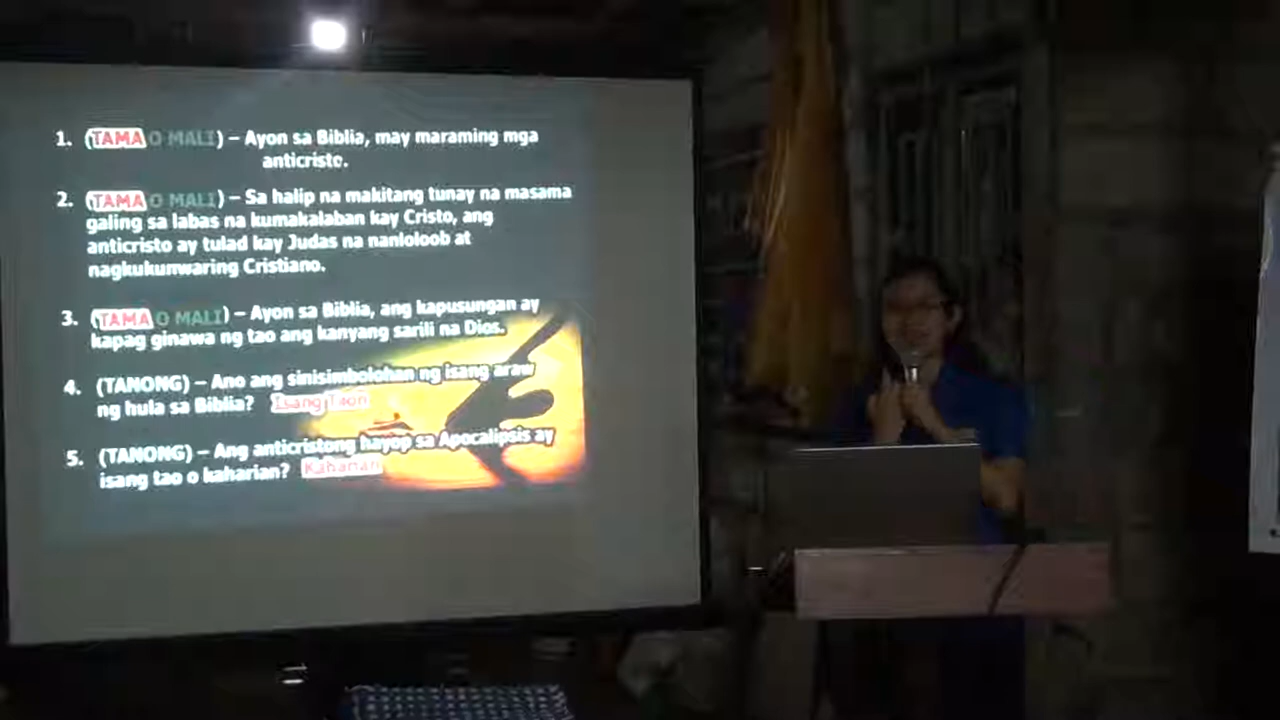 1. (TAMA O MALI) – Ayon sa Biblia, may maraming mga
anticristo.
2. (TAMA O MALI) – Sa halip na makitang tunay na masama
galing sa labas na kumakalaban kay Cristo, ang
anticristo ay tulad kay Judas na nanloloob at
nagkukunwaring Cristiano.
3. (TAMA O MALI) – Ayon sa Biblia, ang kapusungan ay
kapag ginawa ng tao ang kanyang sarili na Dios.
4. (TANONG) – Ano ang sinisimbolohan ng isang araw
ng hula sa Biblia? Isang Taon
5. (TANONG) – Ang anticristong hayop sa Apocalipsis ay
isang tao o kaharian? Kaharian